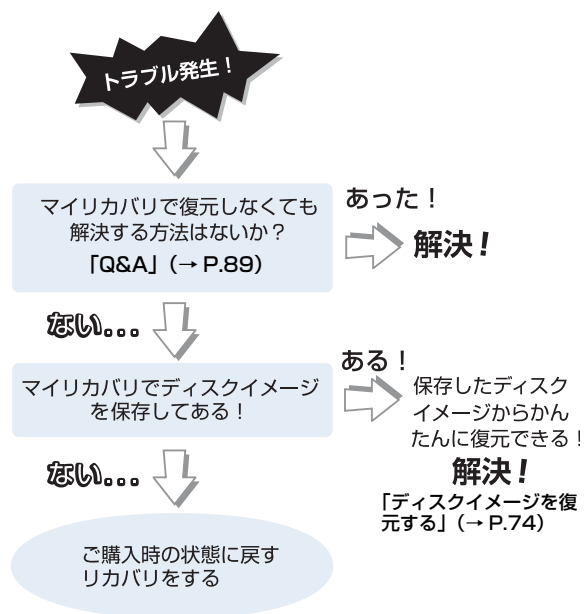 トラブル発生！
マイリカバリで復元しなくても
解決する方法はないか？
「Q&A」（→ P.89）
あった！
解決！
ない...
マイリカバリでディスクイメージ
を保存してある！
ある！
保存したディスク
イメージからかん
たんに復元できる！
解決！
「ディスクイメージを復
元する」（→ P.74）
ない...
ご購入時の状態に戻す
リカバリをする